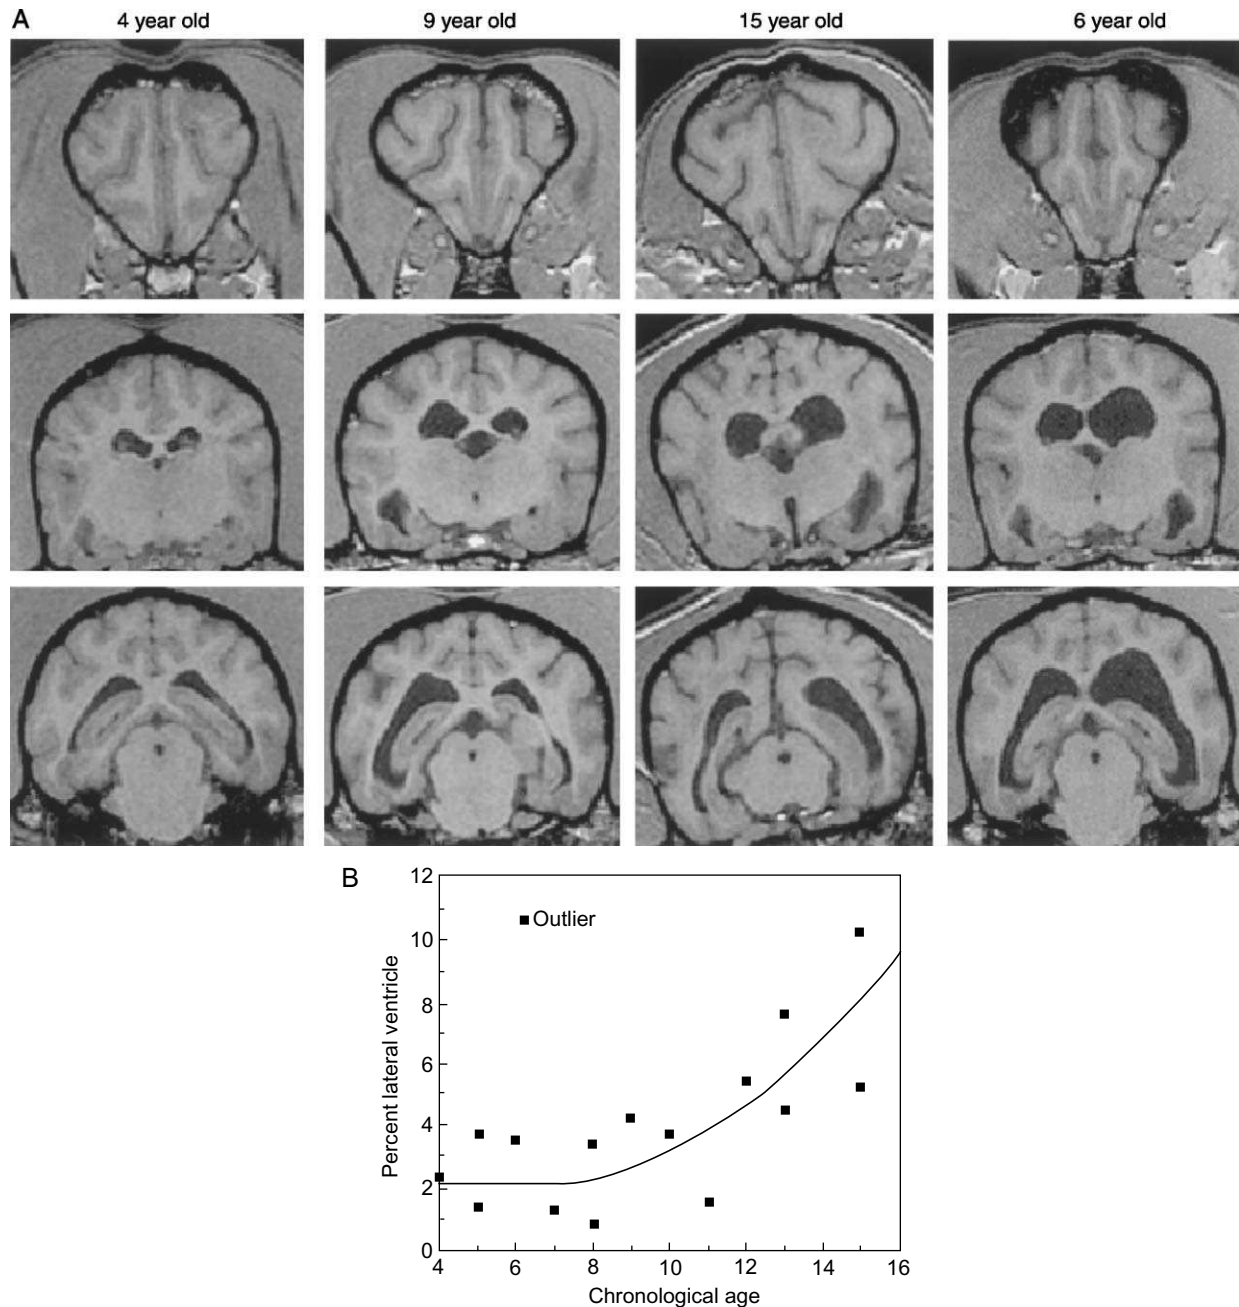 A
4 year old 9 year old 15 year old 6 year old
B
12
10
8
6
4
2
0
Percent lateral ventricle
Outlier
4 6 8 10 12 14 16
Chronological age